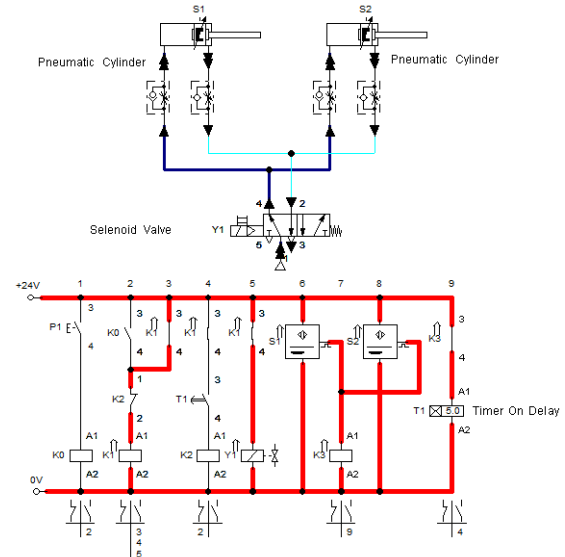 S1 S2
Pneumatic Cylinder Pneumatic Cylinder
4 2
Selenoid Valve Y1
5 3
1
1 2 3 4 5 6 7 8 9
+24V
3 3 3 3 3 3
P1 K0 K1 K1 K1 S1 S2 K3
4 4 4 4 4 4
1 3 A1
K2 T1 T1 5.0 Timer On Delay
2 4 A2
A1 A1 A1 A1 A1
K0 K1 K2 Y1 K3
A2 A2 A2 A2 A2
0V
2 3 2 9 4
4
5